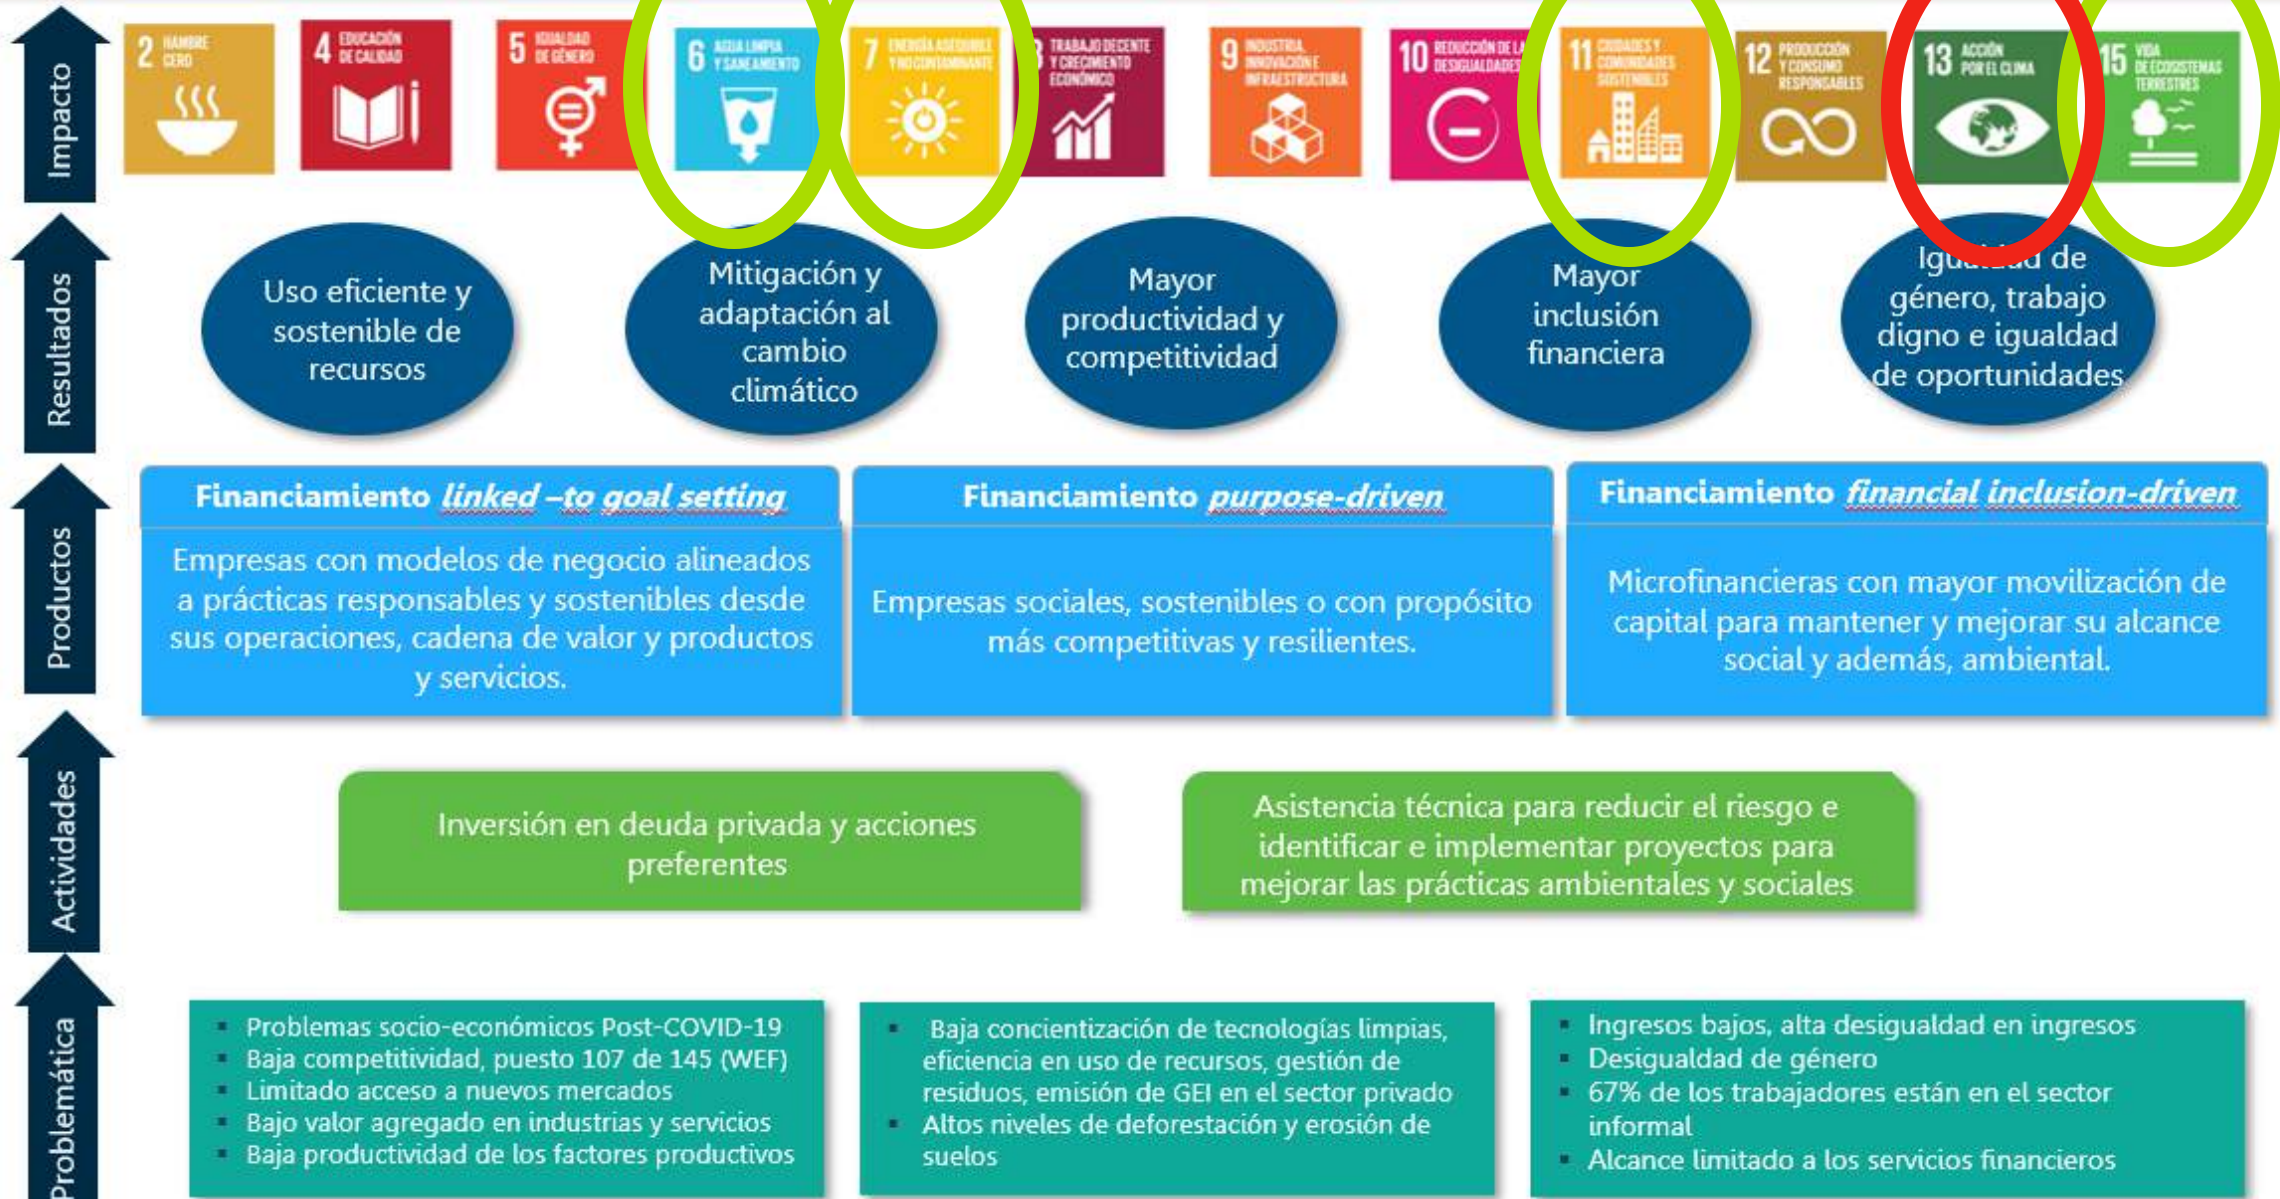 Impacto
2 HAMBRE
CERO
4 EDUCACIÓN
DE CALIDAD
5 IGUALDAD
DE GÉNERO
6 AGUA LIMPIA
Y SANEAMIENTO
7 ENERGÍA ASEQUIBLE
Y NO CONTAMINANTE
TRABAJO DECENTE
Y CRECIMIENTO
ECONÓMICO
9 INDUSTRIA,
INNOVACIÓN E
INFRAESTRUCTURA
10 REDUCCIÓN DE LA
DESIGUALDADES
11 CIUDADES Y
COMUNIDADES
SOSTENIBLES
12 PRODUCCIÓN
Y CONSUMO
RESPONSABLES
13 ACCIÓN
POR EL CLIMA
15 VIDA
DE ECOSISTEMAS
TERRESTRES
Resultados
Uso eficiente y
sostenible de
recursos
Mitigación y
adaptación al
cambio
climático
Mayor
productividad y
competitividad
Mayor
inclusión
financiera
Igualdad de
género, trabajo
digno e igualdad
de oportunidades
Productos
Financiamiento linked –to goal setting
Empresas con modelos de negocio alineados
a prácticas responsables y sostenibles desde
sus operaciones, cadena de valor y productos
y servicios.
Financiamiento purpose-driven
Empresas sociales, sostenibles o con propósito
más competitivas y resilientes.
Financiamiento financial inclusion-driven
Microfinancieras con mayor movilización de
capital para mantener y mejorar su alcance
social y además, ambiental.
Actividades
Inversión en deuda privada y acciones
preferentes
Asistencia técnica para reducir el riesgo e
identificar e implementar proyectos para
mejorar las prácticas ambientales y sociales
Problemática
▪ Problemas socio-económicos Post-COVID-19
▪ Baja competitividad, puesto 107 de 145 (WEF)
▪ Limitado acceso a nuevos mercados
▪ Bajo valor agregado en industrias y servicios
▪ Baja productividad de los factores productivos
▪ Baja concientización de tecnologías limpias,
eficiencia en uso de recursos, gestión de
residuos, emisión de GEI en el sector privado
▪ Altos niveles de deforestación y erosión de
suelos
▪ Ingresos bajos, alta desigualdad en ingresos
▪ Desigualdad de género
▪ 67% de los trabajadores están en el sector
informal
▪ Alcance limitado a los servicios financieros